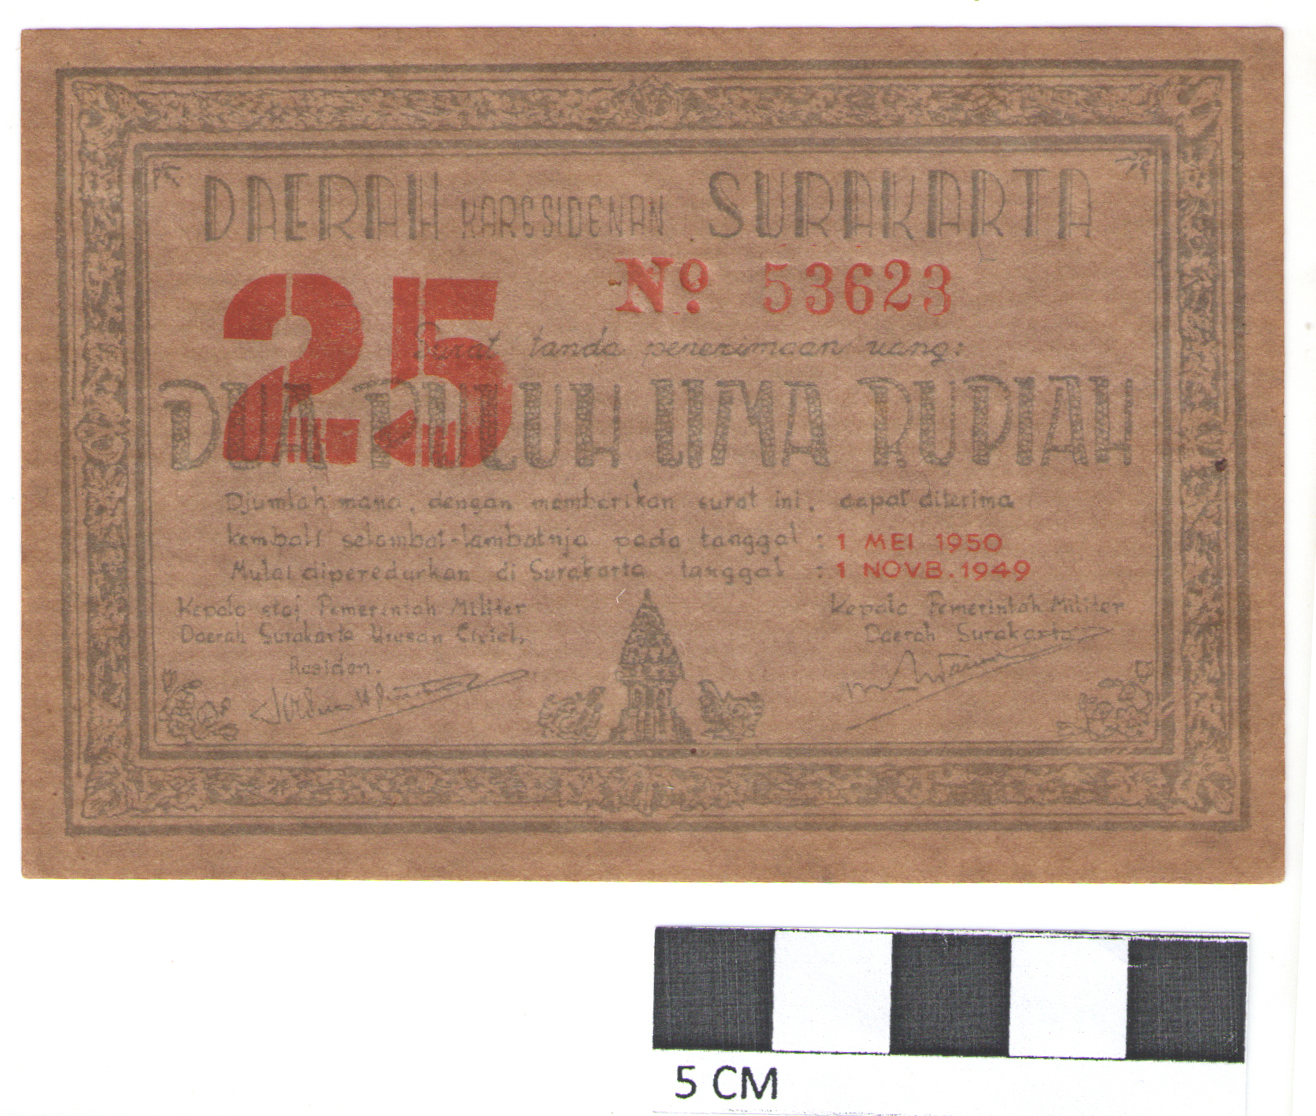 DAERAH KARESIDENAN SURAKARTA
25
No. 53623
Surat tanda penerimaan uang:
DUA PULUH LIMA RUPIAH
Djumlah mana, dengan memberikan surat ini, dapat diterima
kembali selambat-lambatnja pada tanggal : 1 MEI 1950
Mulai diperedarkan di Surakarta tanggal : 1 NOVB. 1949
Kepala staf Pemerintah Militer
Daerah Surakarta Urusan Civiel,
Residen.
Kepala Pemerintah Militer
Daerah Surakarta
5 CM